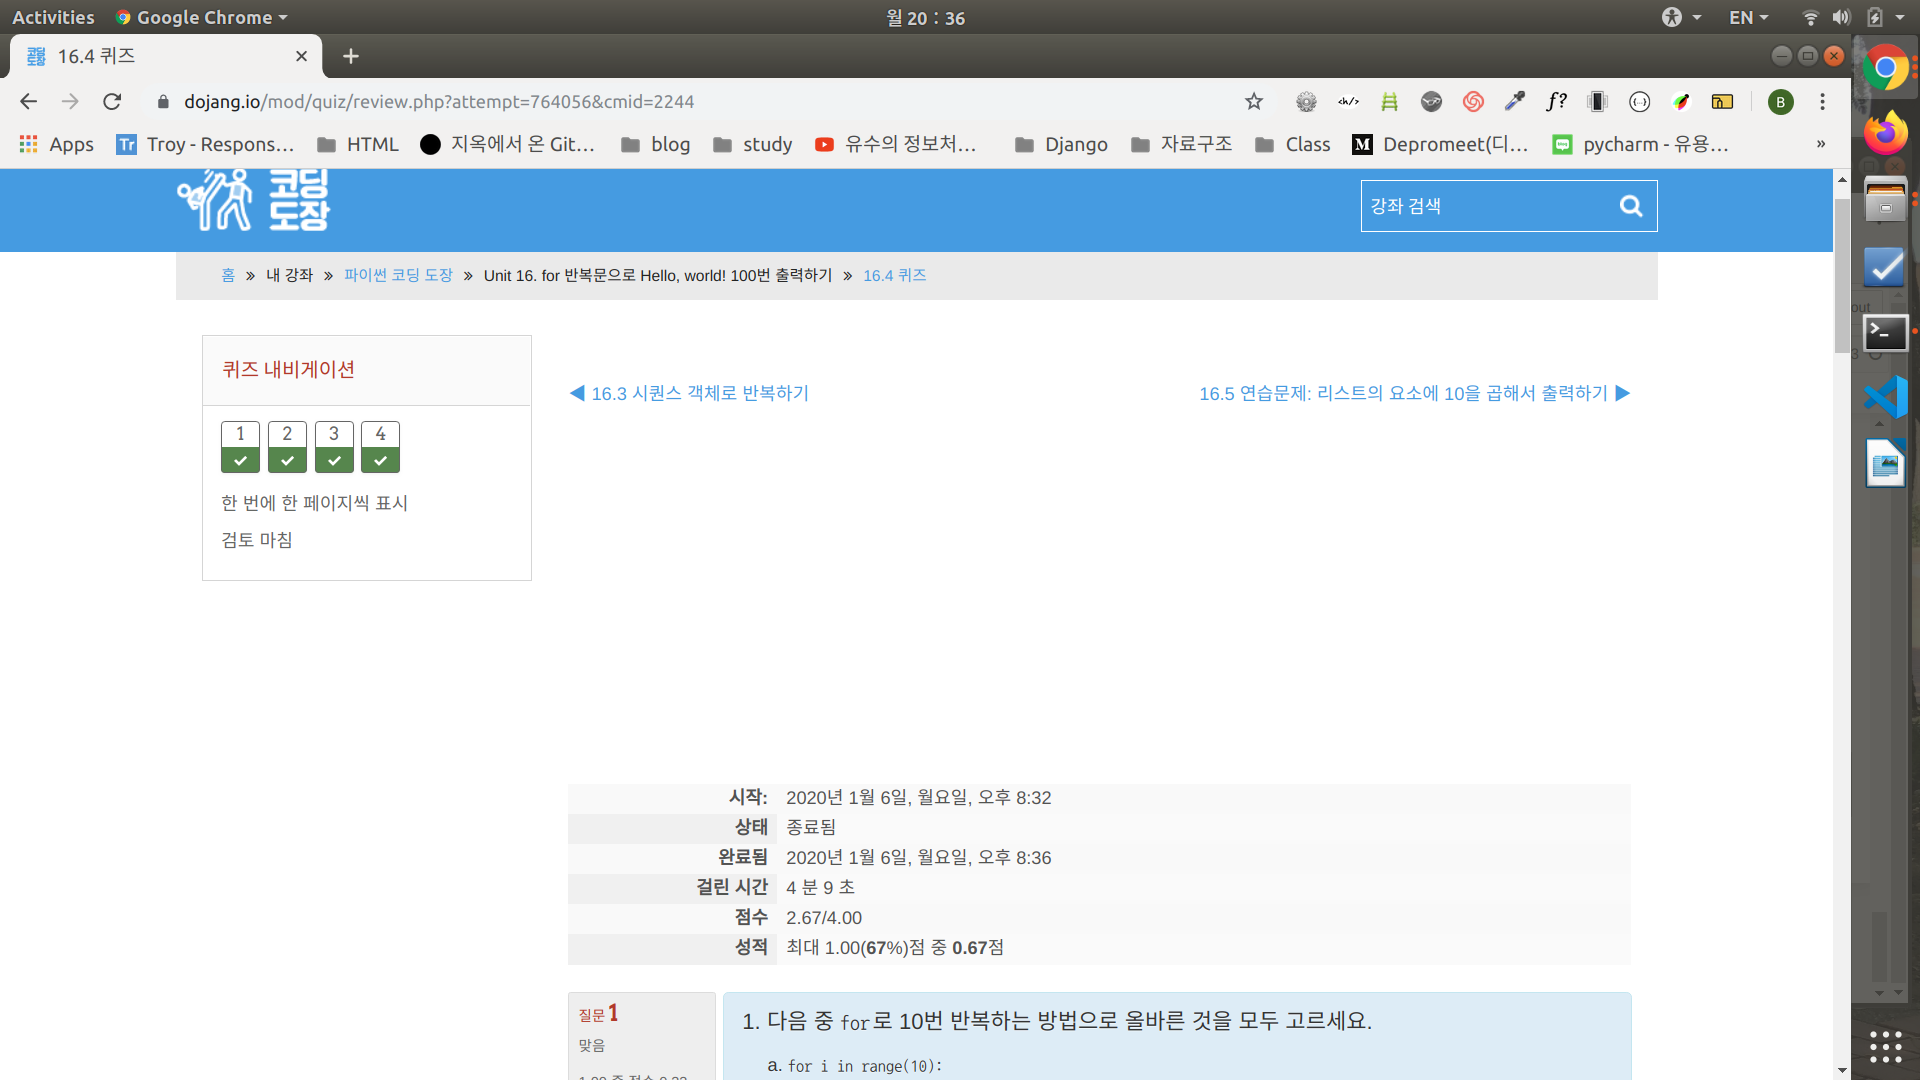 Activities Google Chrome 월 20 : 36 EN
16.4 퀴즈
dojang.io/mod/quiz/review.php?attempt=764056&cmid=2244 f? B
Apps Tr Troy - Respons... HTML 지옥에서 온 Git... blog study 유수의 정보처... Django 자료구조 Class M Depromeet(디... pycharm - 유용... »
코딩
도장
강좌 검색
홈 » 내 강좌 » 파이썬 코딩 도장 » Unit 16. for 반복문으로 Hello, world! 100번 출력하기 » 16.4 퀴즈
퀴즈 내비게이션
1 2 3 4
한 번에 한 페이지씩 표시
검토 마침
◀ 16.3 시퀀스 객체로 반복하기
16.5 연습문제: 리스트의 요소에 10을 곱해서 출력하기 ▶
시작: 2020년 1월 6일, 월요일, 오후 8:32
상태 종료됨
완료됨 2020년 1월 6일, 월요일, 오후 8:36
걸린 시간 4 분 9 초
점수 2.67/4.00
성적 최대 1.00(67%)점 중 0.67점
질문 1
맞음
1. 다음 중 for로 10번 반복하는 방법으로 올바른 것을 모두 고르세요.
a. for i in range(10):
out